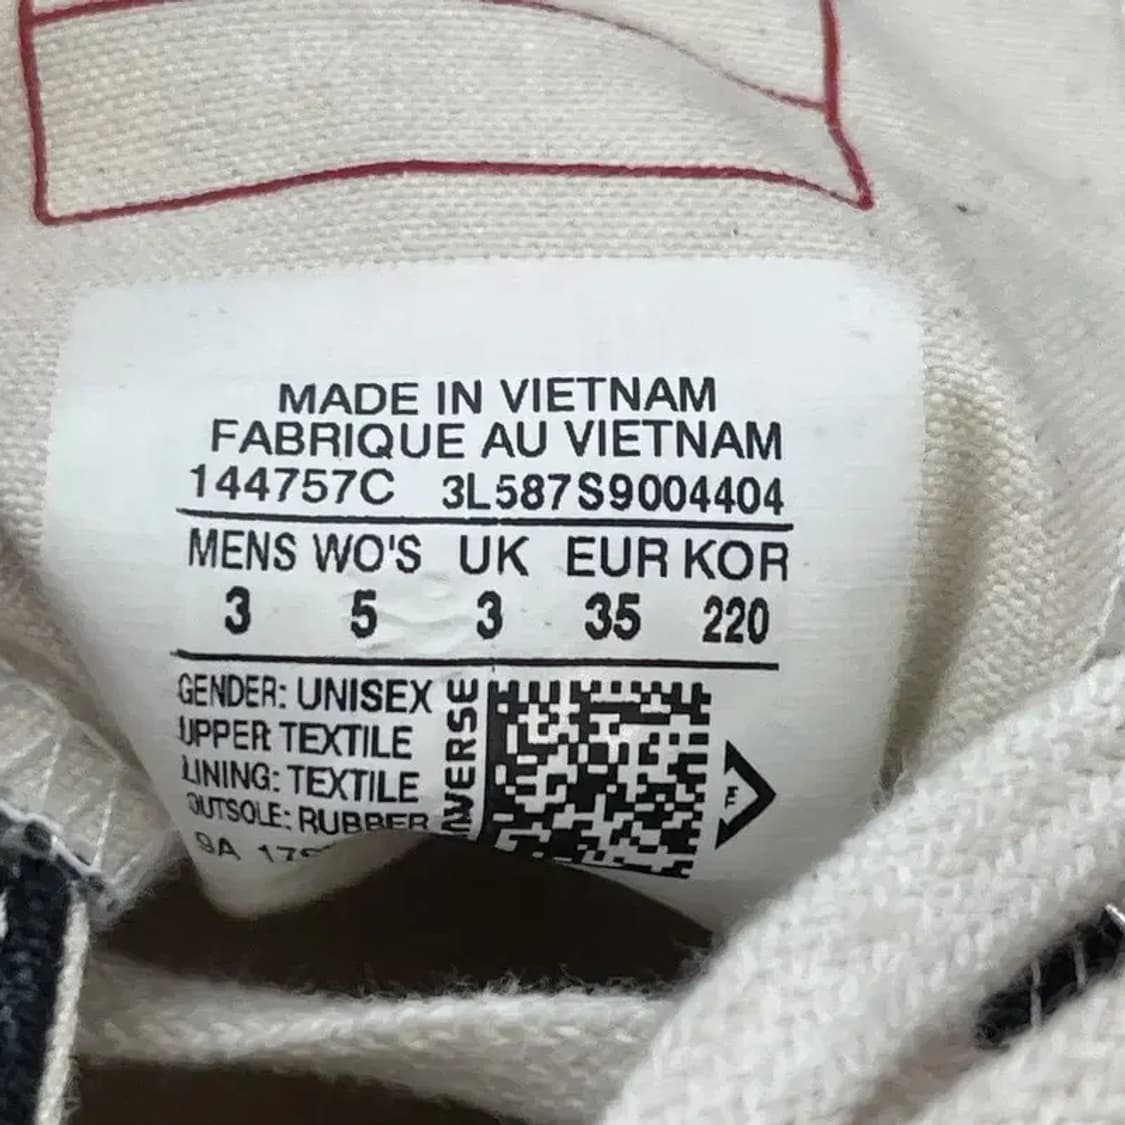 MADE IN VIETNAM
FABRIQUE AU VIETNAM
144757C 3L587S9004404
MENS WO'S UK EUR KOR
3 5 3 35 220
GENDER: UNISEX
UPPER TEXTILE
LINING: TEXTILE
OUTSOLE: RUBBER
9A